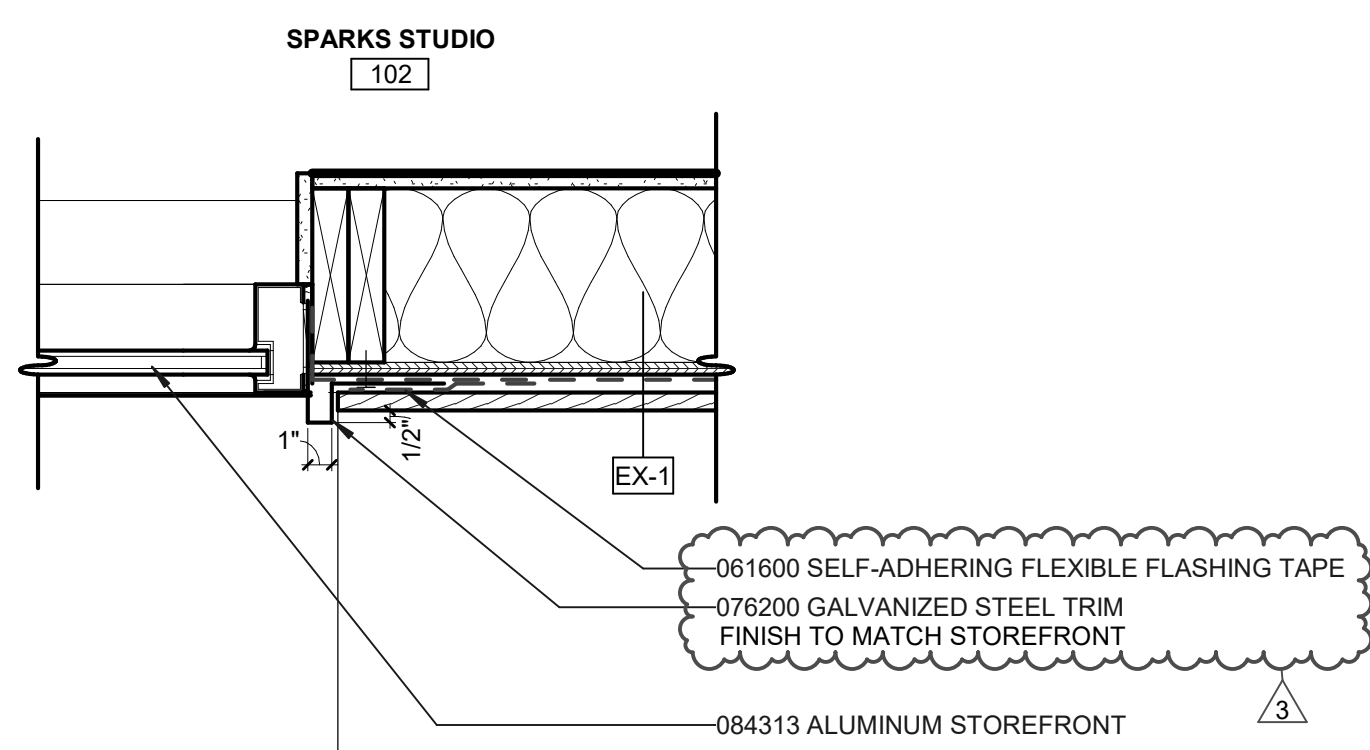 SPARKS STUDIO
102
1"
1/2"
EX-1
061600 SELF-ADHERING FLEXIBLE FLASHING TAPE
076200 GALVANIZED STEEL TRIM
FINISH TO MATCH STOREFRONT
3
084313 ALUMINUM STOREFRONT